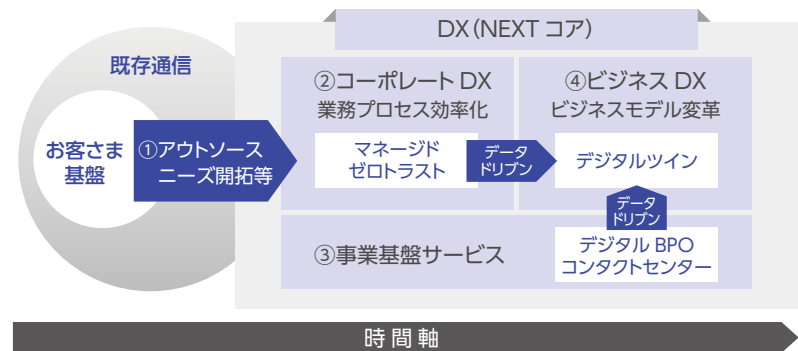 DX（NEXT コア）
既存通信
お客さま
基盤
①アウトソース
ニーズ開拓等
②コーポレート DX
業務プロセス効率化
マネージド
ゼロトラスト
データ
ドリブン
④ビジネス DX
ビジネスモデル変革
デジタルツイン
データ
ドリブン
③事業基盤サービス
デジタル BPO
コンタクトセンター
時間軸